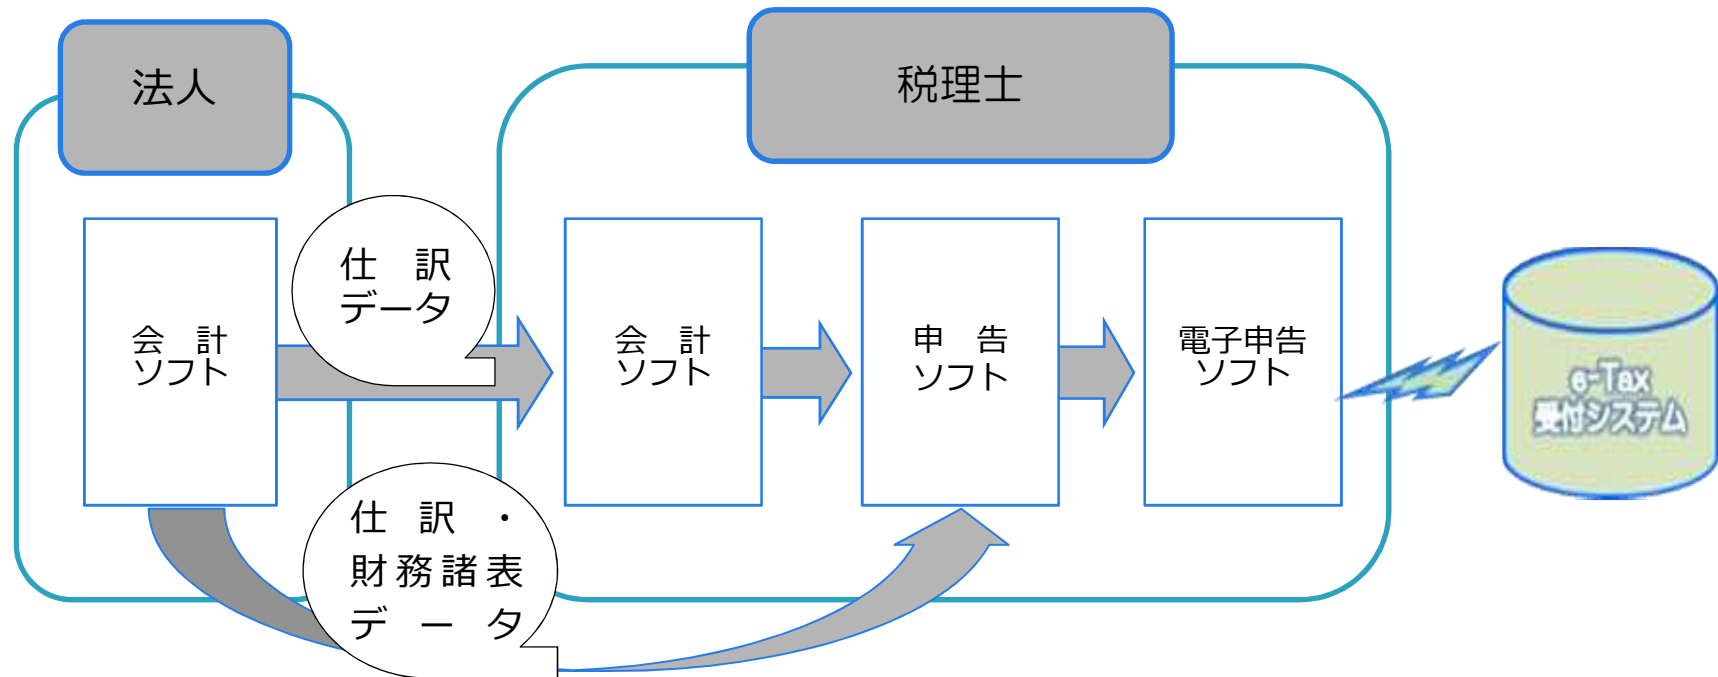 法人
税理士
仕 訳
データ
会 計
ソフト
会 計
ソフト
申 告
ソフト
電子申告
ソフト
e-Tax
受付システム
仕 訳 ・
財務諸表
デ ー タ